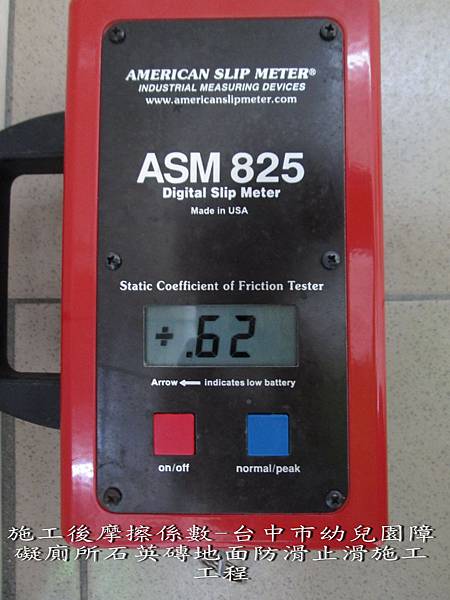 AMERICAN SLIP METER®
INDUSTRIAL MEASURING DEVICES
www.americanslipmeter.com
ASM 825
Digital Slip Meter
Made in USA
Static Coefficient of Friction Tester
+.62
Arrow ← indicates low battery
on/off normal/peak
施工後摩擦係數-台中市幼兒園障
礙廁所石英磚地面防滑止滑施工
工程